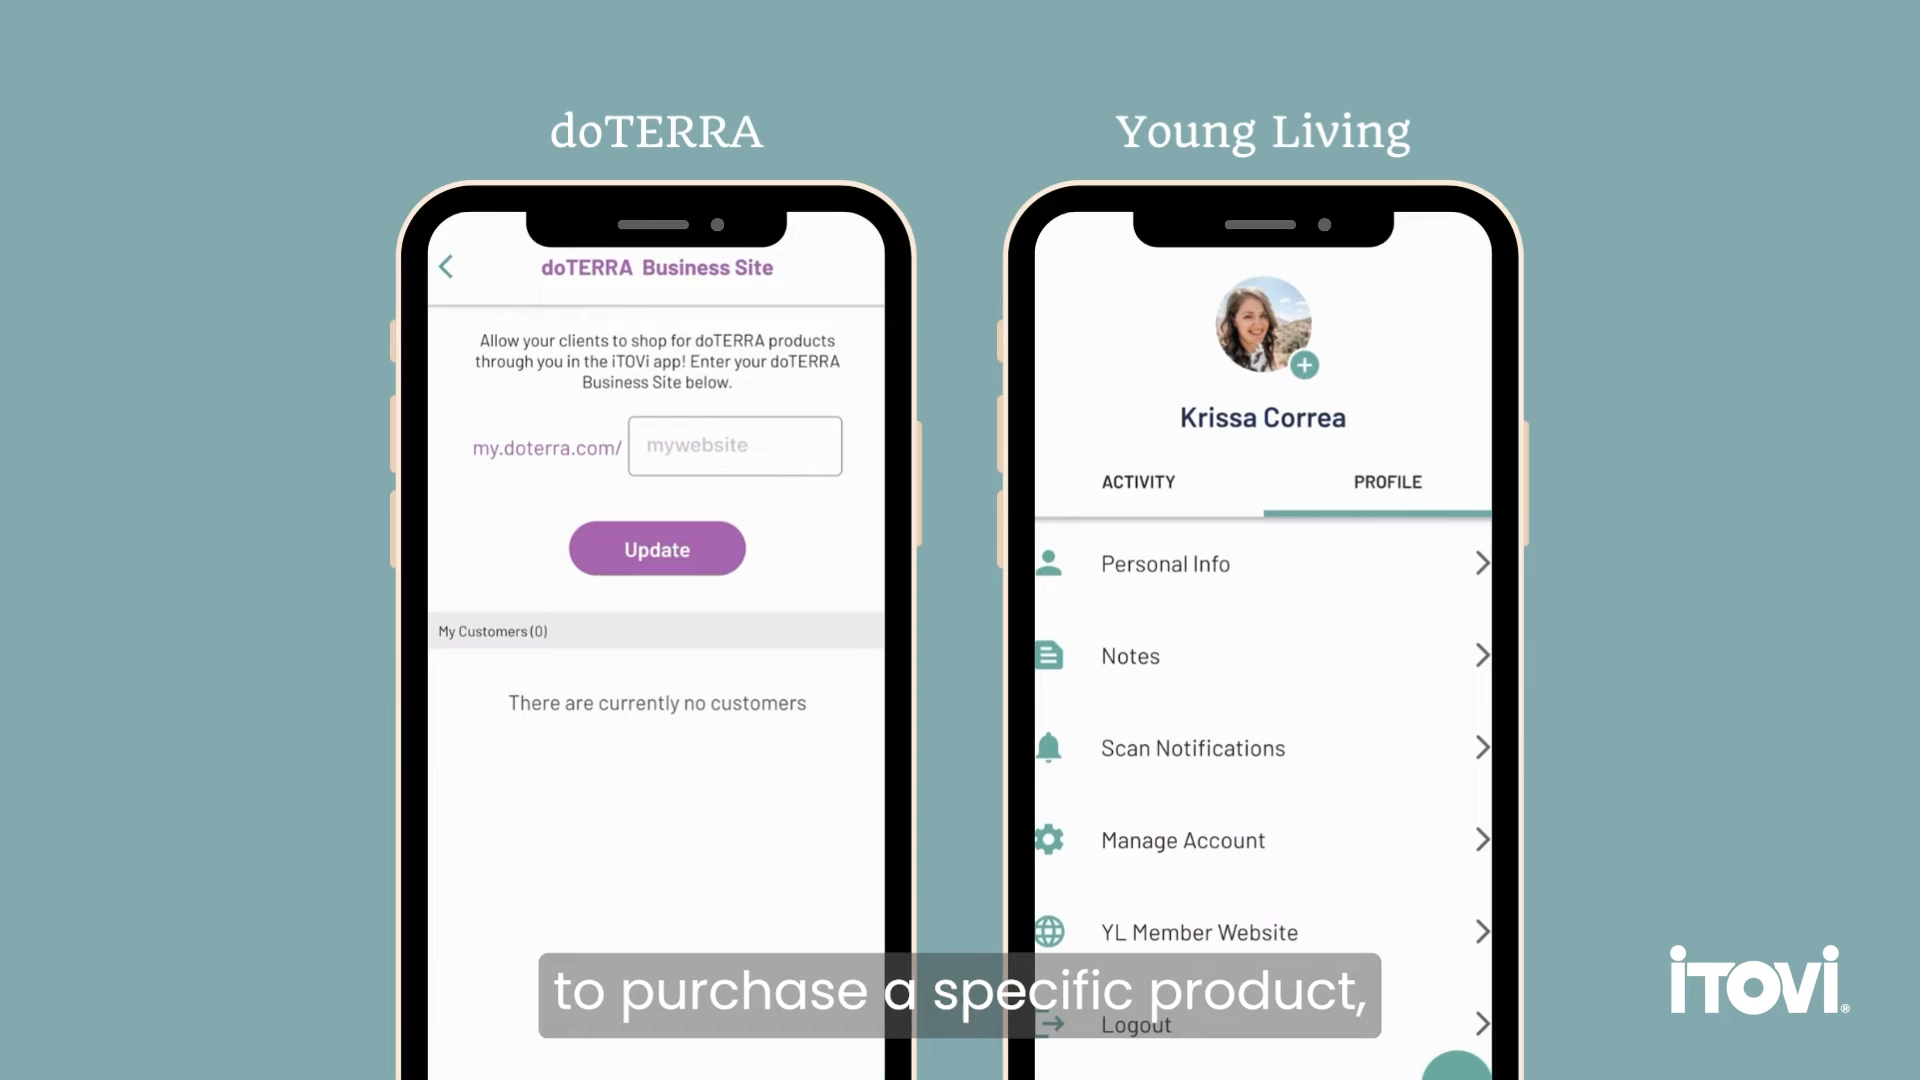 doTERRA
Young Living
doTERRA Business Site
Allow your clients to shop for doTERRA products
through you in the iTOVi app! Enter your doTERRA
Business Site below.
my.doterra.com/
mywebsite
Update
My Customers (0)
There are currently no customers
Krissa Correa
ACTIVITY
PROFILE
Personal Info
Notes
Scan Notifications
Manage Account
YL Member Website
Logout
to purchase a specific product,
iTOVi®